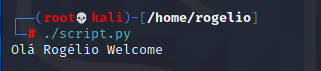 ┌──(root💀kali)-[/home/rogelio]
└─# ./script.py
Olá Rogélio Welcome